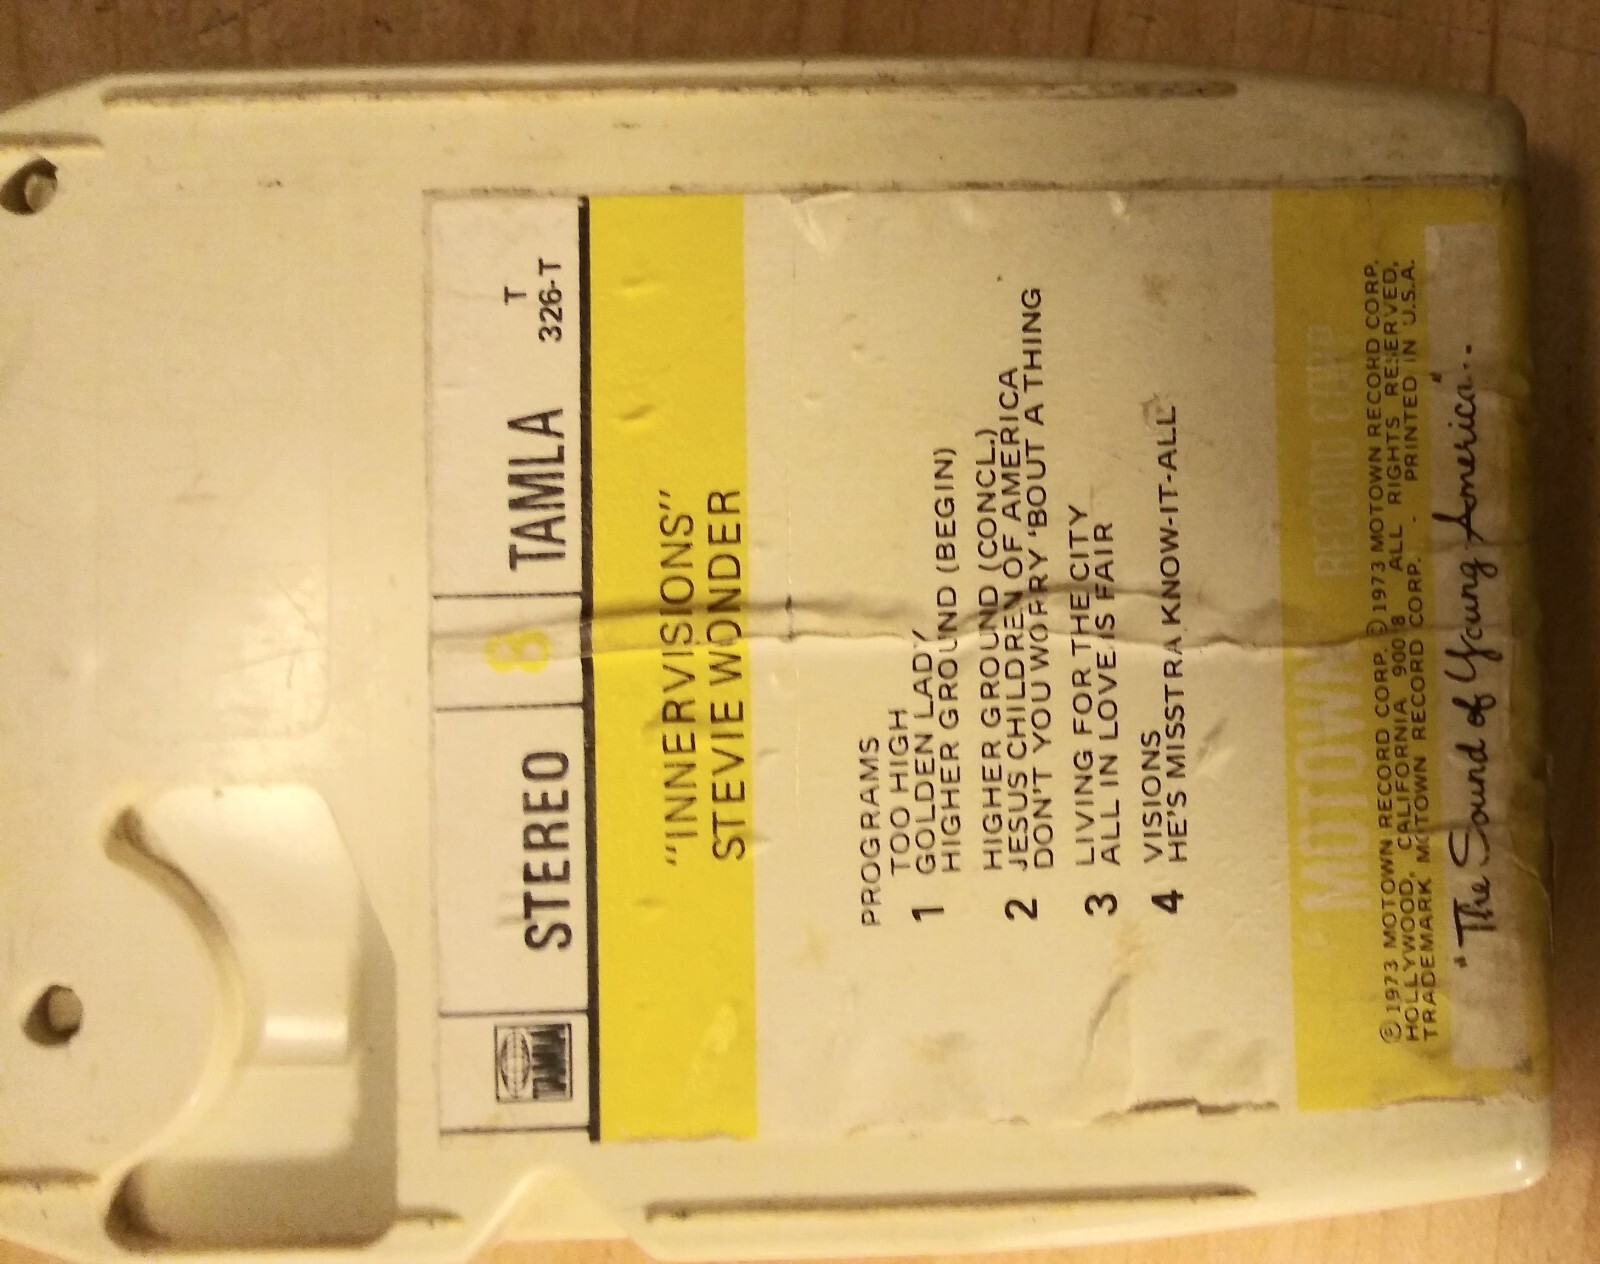 STEREO 8 TAMLA T 326-T
TAMLA
"INNERVISIONS"
STEVIE WONDER
PROGRAMS
TOO HIGH
1 GOLDEN LADY
HIGHER GROUND (BEGIN)
HIGHER GROUND (CONCL.)
2 JESUS CHILDREN OF AMERICA
DON'T YOU WORRY 'BOUT A THING
3 LIVING FOR THE CITY
ALL IN LOVE IS FAIR
4 VISIONS
HE'S MISSTRA KNOW-IT-ALL
"MOTOWN" RECORD CORP
© 1973 MOTOWN RECORD CORP. ℗ 1973 MOTOWN RECORD CORP.
HOLLYWOOD, CALIFORNIA 90028 ALL RIGHTS RESERVED,
TRADEMARK MOTOWN RECORD CORP. . PRINTED IN U.S.A.
"The Sound of Young America..."